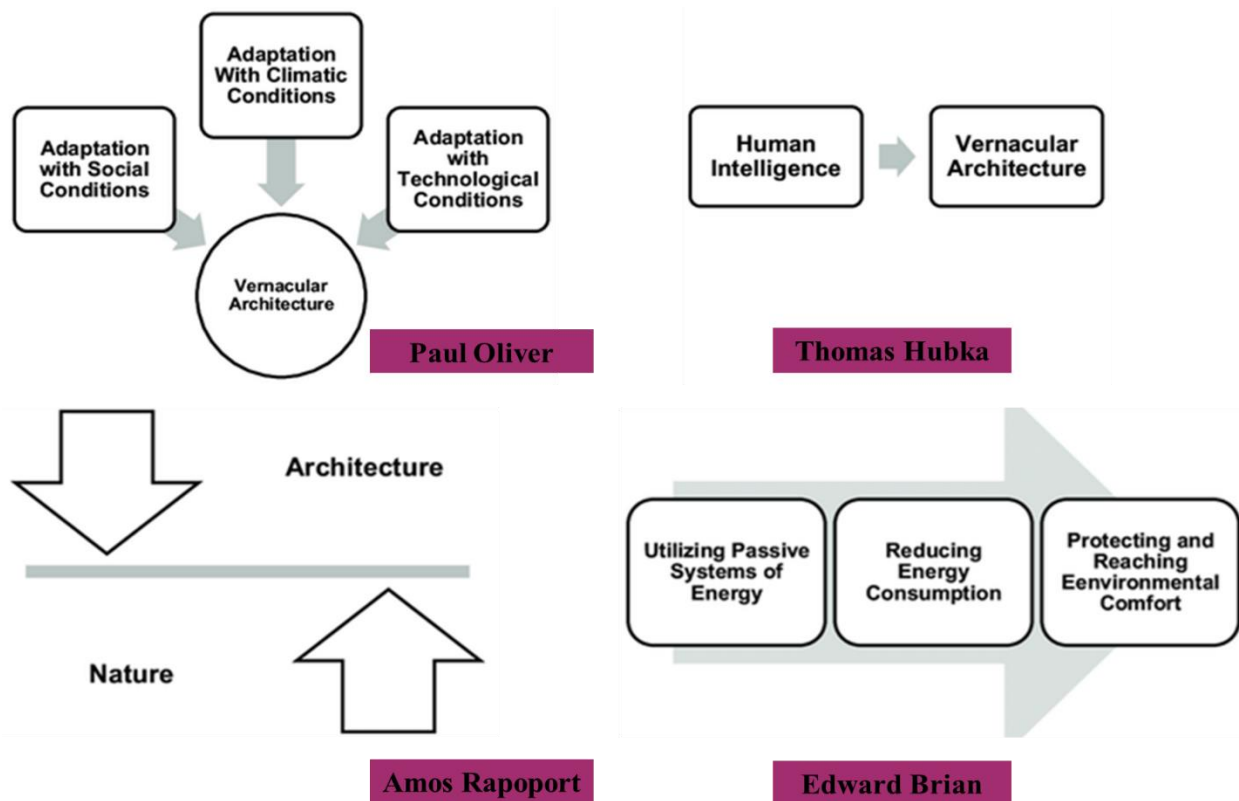 Adaptation
With Climatic
Conditions
Adaptation
with Social
Conditions
Adaptation
with
Technological
Conditions
Vernacular
Architecture
Paul Oliver
Human
Intelligence
Vernacular
Architecture
Thomas Hubka
Architecture
Nature
Amos Rapoport
Utilizing Passive
Systems of
Energy
Reducing
Energy
Consumption
Protecting and
Reaching
Eenvironmental
Comfort
Edward Brian